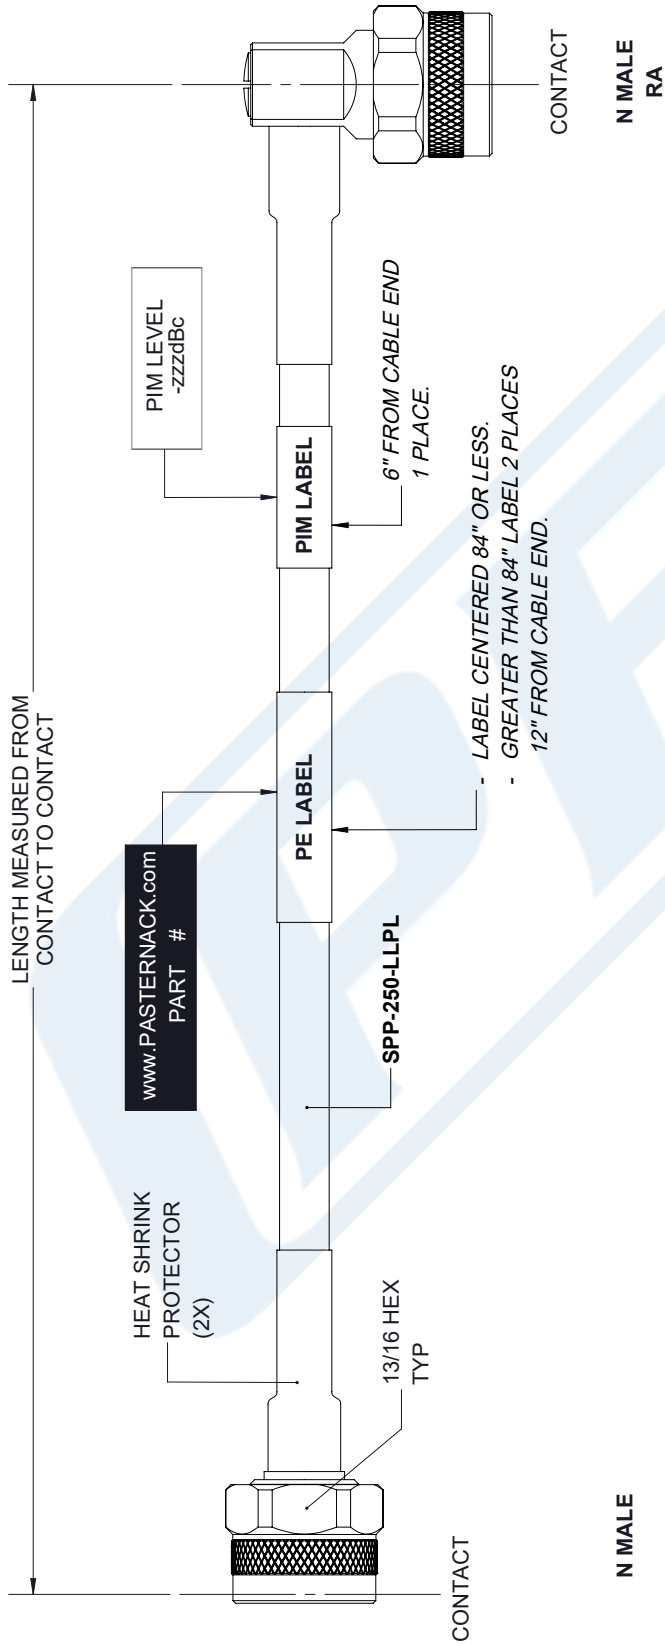 LENGTH MEASURED FROM
CONTACT TO CONTACT
www.PASTERNACK.com
PART #
PIM LEVEL
-zzzdBc
HEAT SHRINK
PROTECTOR
(2X)
PE LABEL
PIM LABEL
13/16 HEX
TYP
SPP-250-LLPL
6" FROM CABLE END
1 PLACE.
- LABEL CENTERED 84" OR LESS.
- GREATER THAN 84" LABEL 2 PLACES
12" FROM CABLE END.
CONTACT
CONTACT
N MALE
N MALE
RA